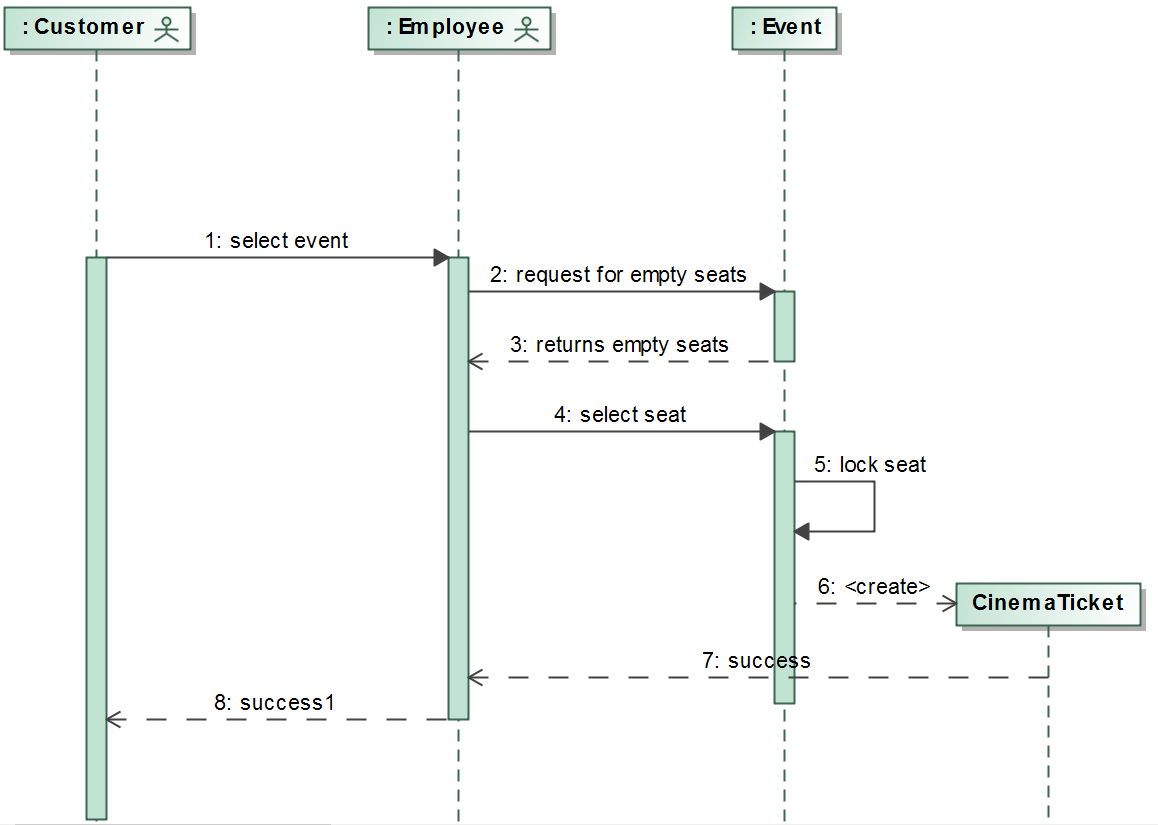 : Customer
: Employee
: Event
1: select event
2: request for empty seats
3: returns empty seats
4: select seat
5: lock seat
6: <create>
CinemaTicket
7: success
8: success1